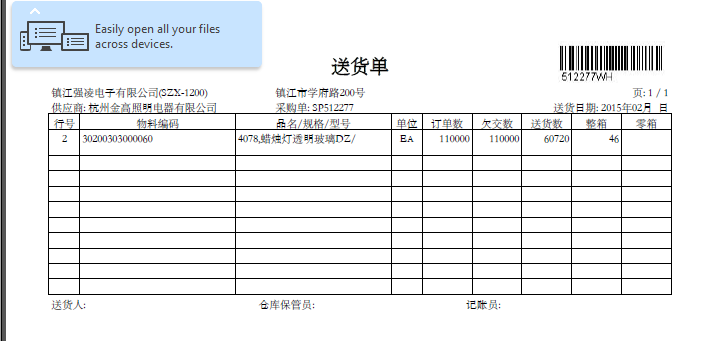 Easily open all your files
across devices.
送货单
512277WH
镇江强凌电子有限公司(SZX-1200) 镇江市学府路200号 页: 1 / 1
供应商: 杭州金高照明电器有限公司 采购单: SP512277 送货日期: 2015年02月 日
行号 物料编码 品名/规格/型号 单位 订单数 欠交数 送货数 整箱 零箱
2 30200303000060 4078,蜡烛灯透明玻璃DZ/ EA 110000 110000 60720 46
送货人: 仓库保管员: 记账员: